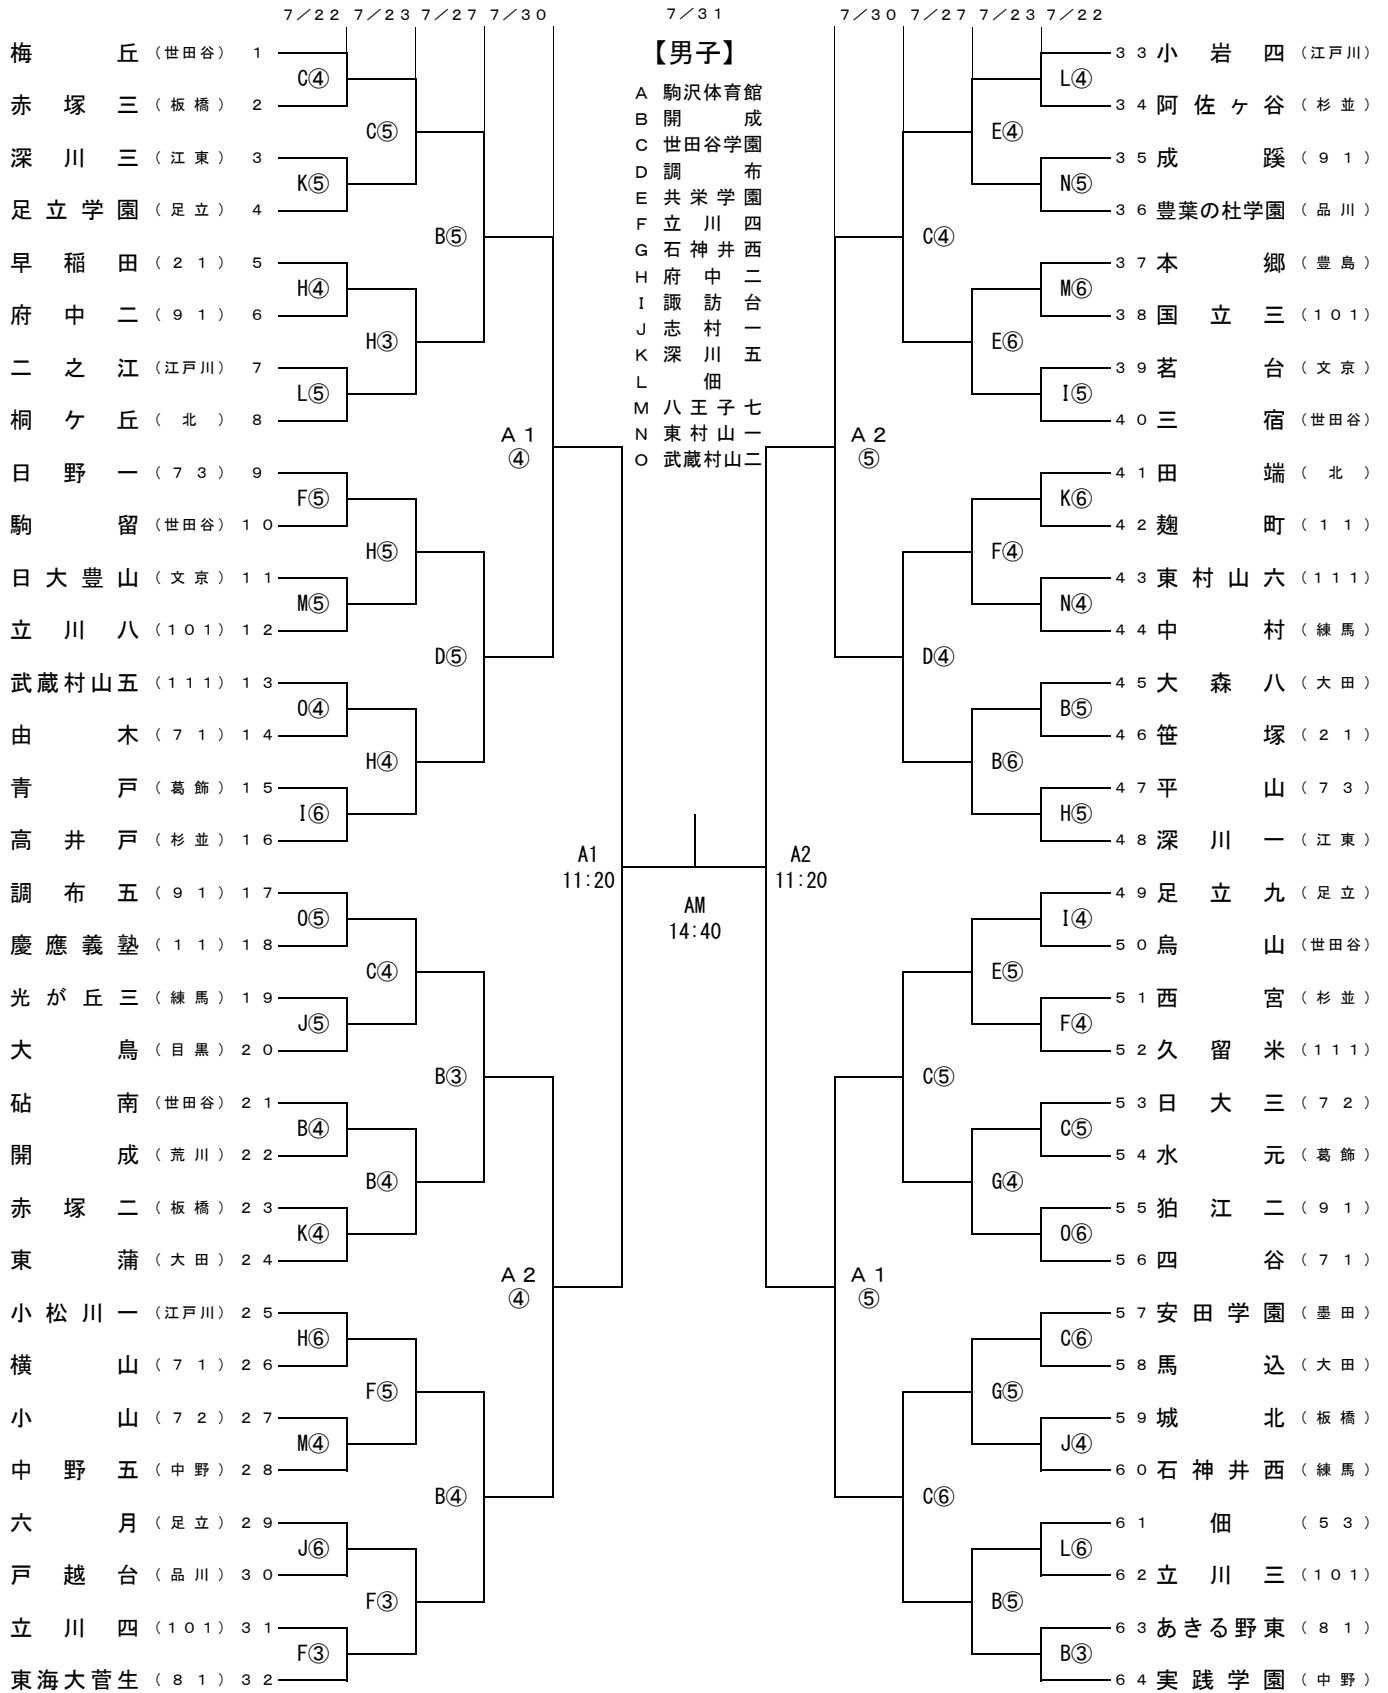 7／22 7／23 7／27 7／30 7／31 7／30 7／27 7／23 7／22
【男子】
A 駒沢体育館
B 開成
C 世田谷学園
D 調布
E 共栄学園
F 立川四
G 石神井西
H 府中二
I 諏訪台
J 志村一
K 深川五
L 佃
M 八王子七
N 東村山一
O 武蔵村山二
梅丘 （世田谷） 1
C④
赤塚三 （板橋） 2
C⑤
深川三 （江東） 3
K⑤
足立学園 （足立） 4
B⑤
早稲田 （21） 5
H④
府中二 （91） 6
H③
二之江 （江戸川） 7
L⑤
桐ケ丘 （北） 8
A1
④
日野一 （73） 9
F⑤
駒留 （世田谷） 10
H⑤
日大豊山 （文京） 11
M⑤
立川八 （101） 12
D⑤
武蔵村山五 （111） 13
O④
由木 （71） 14
H④
青戸 （葛飾） 15
I⑥
高井戸 （杉並） 16
A1
11:20
調布五 （91） 17
O⑤
慶應義塾 （11） 18
C④
光が丘三 （練馬） 19
J⑤
大鳥 （目黒） 20
B③
砧南 （世田谷） 21
B④
開成 （荒川） 22
B④
赤塚二 （板橋） 23
K④
東蒲 （大田） 24
A2
④
小松川一 （江戸川） 25
H⑥
横山 （71） 26
F⑤
小山 （72） 27
M④
中野五 （中野） 28
B④
六月 （足立） 29
J⑥
戸越台 （品川） 30
F③
立川四 （101） 31
F③
東海大菅生 （81） 32
AM
14:40
33 小岩四 （江戸川）
L④
34 阿佐ヶ谷 （杉並）
E④
35 成蹊 （91）
N⑤
36 豊葉の杜学園 （品川）
C④
37 本郷 （豊島）
M⑥
38 国立三 （101）
E⑥
39 茗台 （文京）
I⑤
40 三宿 （世田谷）
A2
⑤
41 田端 （北）
K⑥
42 麹町 （11）
F④
43 東村山六 （111）
N④
44 中村 （練馬）
D④
45 大森八 （大田）
B⑤
46 笹塚 （21）
B⑥
47 平山 （73）
H⑤
48 深川一 （江東）
A2
11:20
49 足立九 （足立）
I④
50 烏山 （世田谷）
E⑤
51 西宮 （杉並）
F④
52 久留米 （111）
C⑤
53 日大三 （72）
C⑤
54 水元 （葛飾）
G④
55 狛江二 （91）
O⑥
56 四谷 （71）
A1
⑤
57 安田学園 （墨田）
C⑥
58 馬込 （大田）
G⑤
59 城北 （板橋）
J④
60 石神井西 （練馬）
C⑥
61 佃 （53）
L⑥
62 立川三 （101）
B⑤
63 あきる野東 （81）
B③
64 実践学園 （中野）